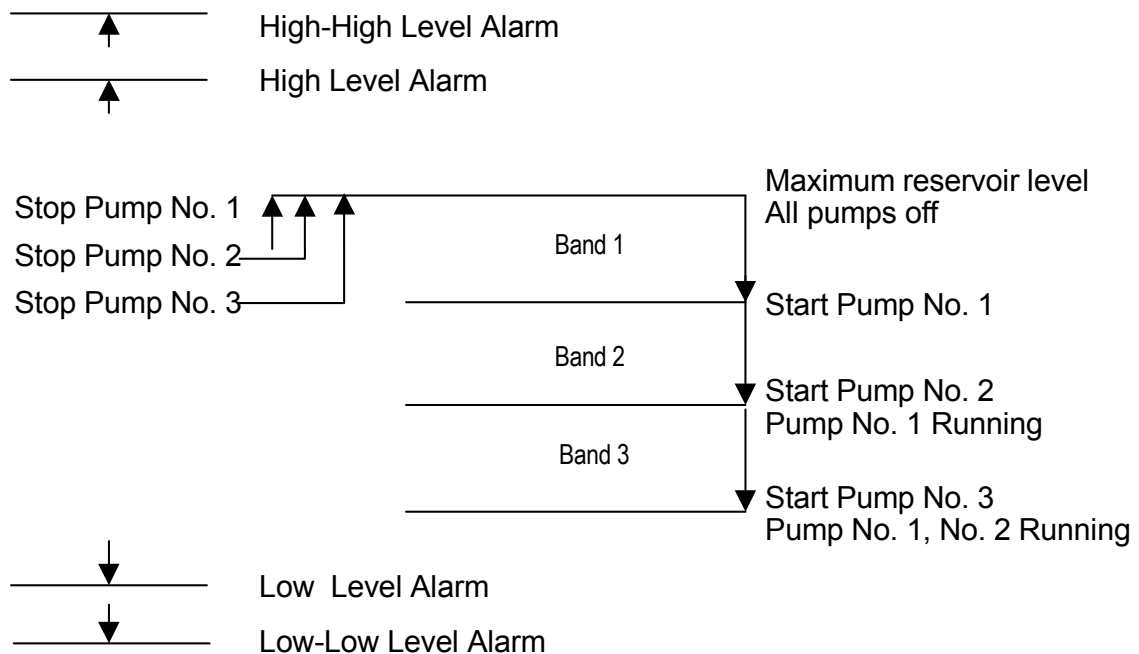 High-High Level Alarm
High Level Alarm
Maximum reservoir level
All pumps off
Stop Pump No. 1
Stop Pump No. 2
Stop Pump No. 3
Band 1
Start Pump No. 1
Band 2
Start Pump No. 2
Pump No. 1 Running
Band 3
Start Pump No. 3
Pump No. 1, No. 2 Running
Low Level Alarm
Low-Low Level Alarm